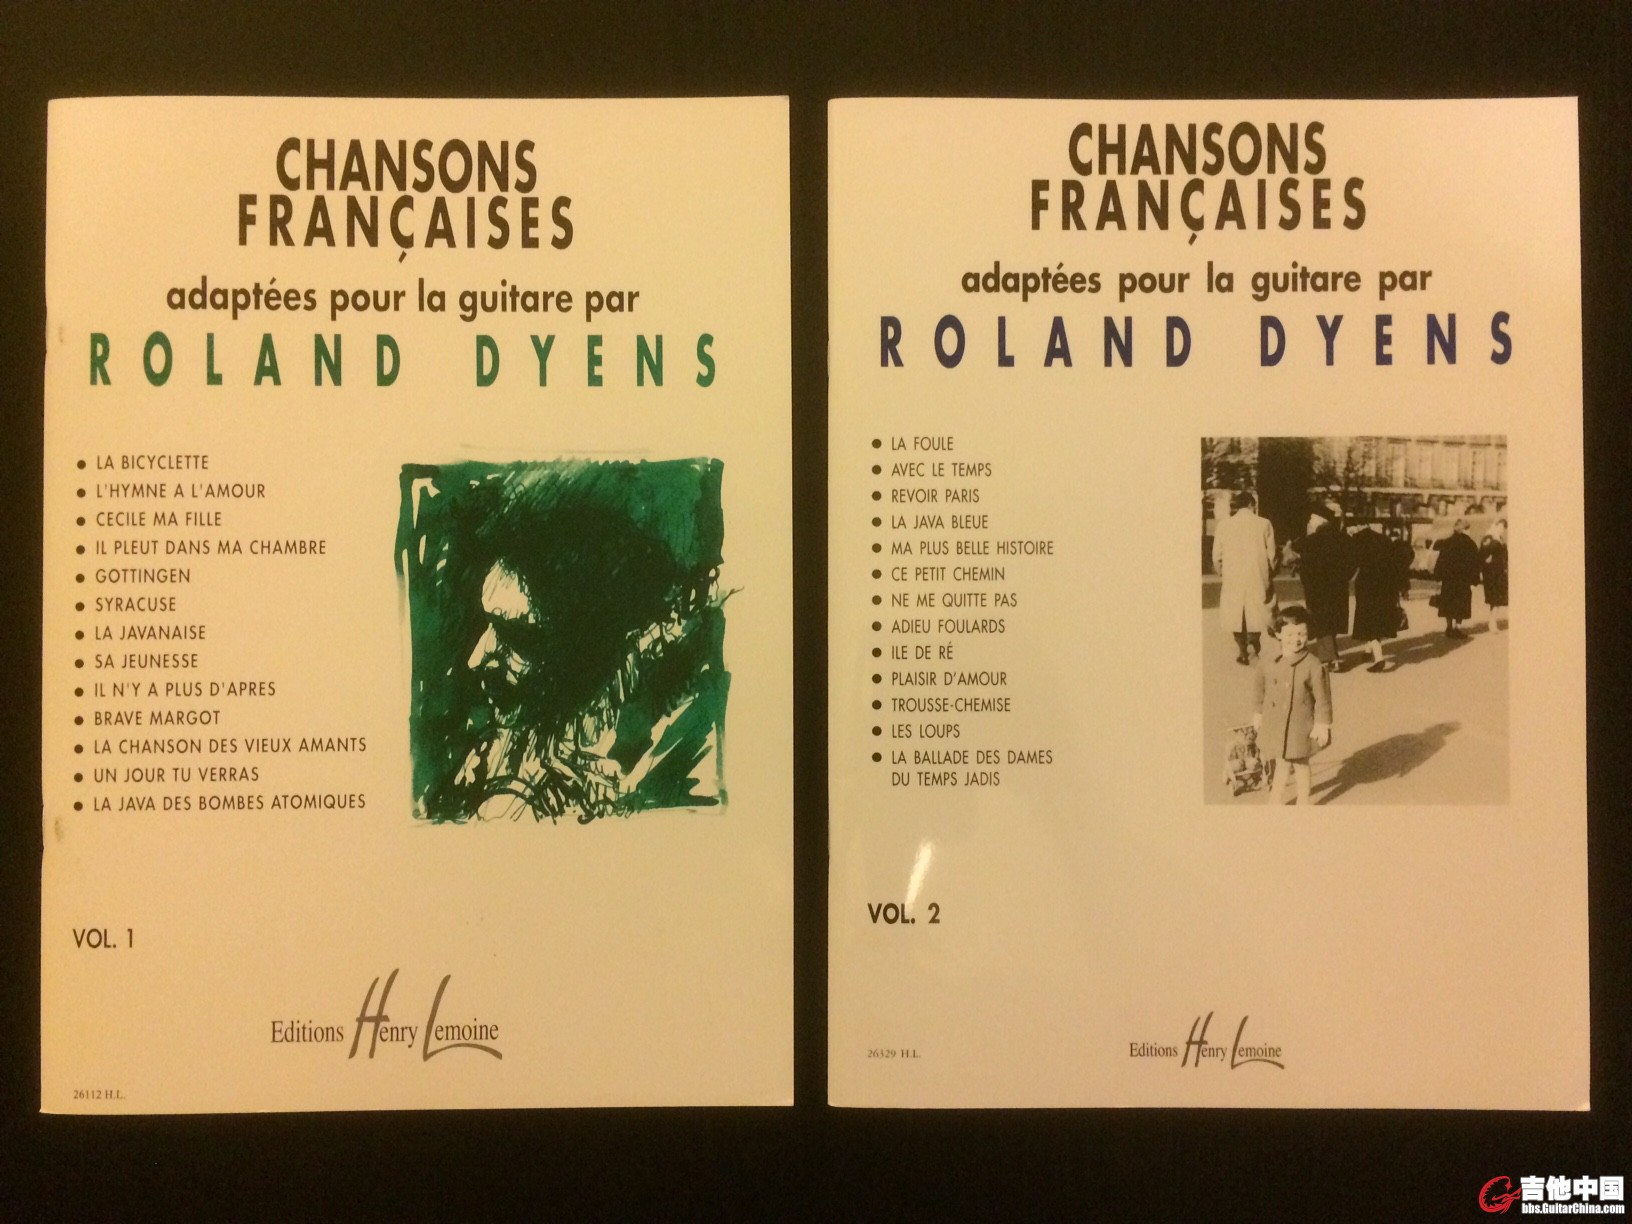 CHANSONS
FRANÇAISES
adaptées pour la guitare par
ROLAND DYENS
• LA BICYCLETTE
• L'HYMNE A L'AMOUR
• CECILE MA FILLE
• IL PLEUT DANS MA CHAMBRE
• GOTTINGEN
• SYRACUSE
• LA JAVANAISE
• SA JEUNESSE
• IL N'Y A PLUS D'APRES
• BRAVE MARGOT
• LA CHANSON DES VIEUX AMANTS
• UN JOUR TU VERRAS
• LA JAVA DES BOMBES ATOMIQUES
VOL. 1
Editions Henry Lemoine
26112 H.L.
CHANSONS
FRANÇAISES
adaptées pour la guitare par
ROLAND DYENS
• LA FOULE
• AVEC LE TEMPS
• REVOIR PARIS
• LA JAVA BLEUE
• MA PLUS BELLE HISTOIRE
• CE PETIT CHEMIN
• NE ME QUITTE PAS
• ADIEU FOULARDS
• ILE DE RÉ
• PLAISIR D'AMOUR
• TROUSSE-CHEMISE
• LES LOUPS
• LA BALLADE DES DAMES
DU TEMPS JADIS
VOL. 2
Editions Henry Lemoine
26329 H.L.
吉他中国
bbs.GuitarChina.com